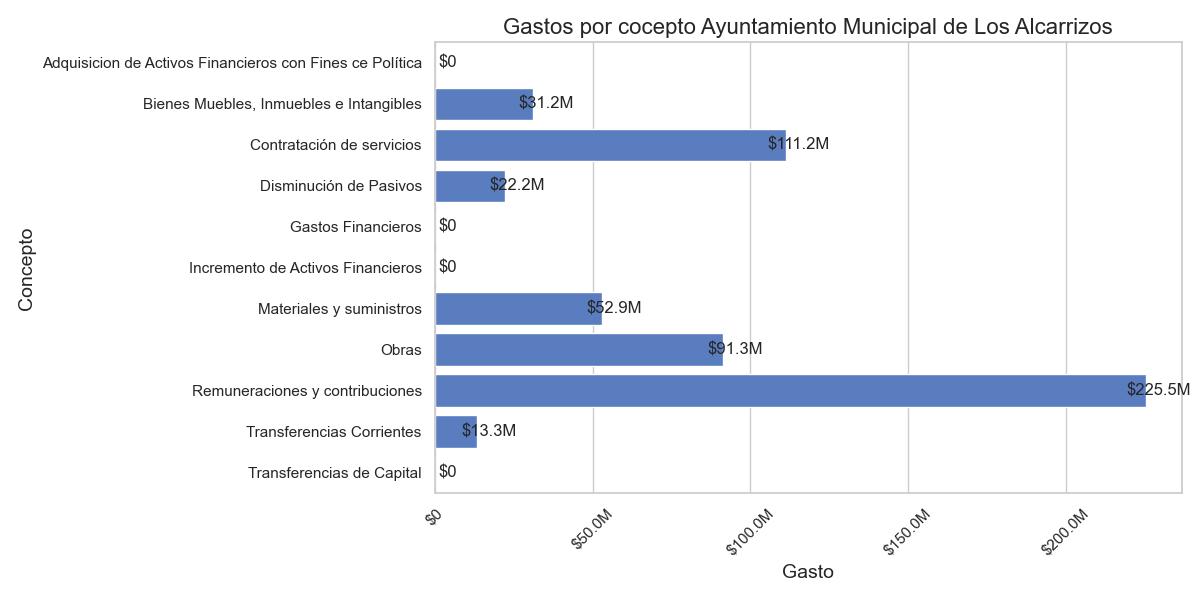 Gastos por cocepto Ayuntamiento Municipal de Los Alcarrizos
Concepto
Adquisicion de Activos Financieros con Fines ce Política $0
Bienes Muebles, Inmuebles e Intangibles $31.2M
Contratación de servicios $111.2M
Disminución de Pasivos $22.2M
Gastos Financieros $0
Incremento de Activos Financieros $0
Materiales y suministros $52.9M
Obras $91.3M
Remuneraciones y contribuciones $225.5M
Transferencias Corrientes $13.3M
Transferencias de Capital $0
$0 $50.0M $100.0M $150.0M $200.0M
Gasto